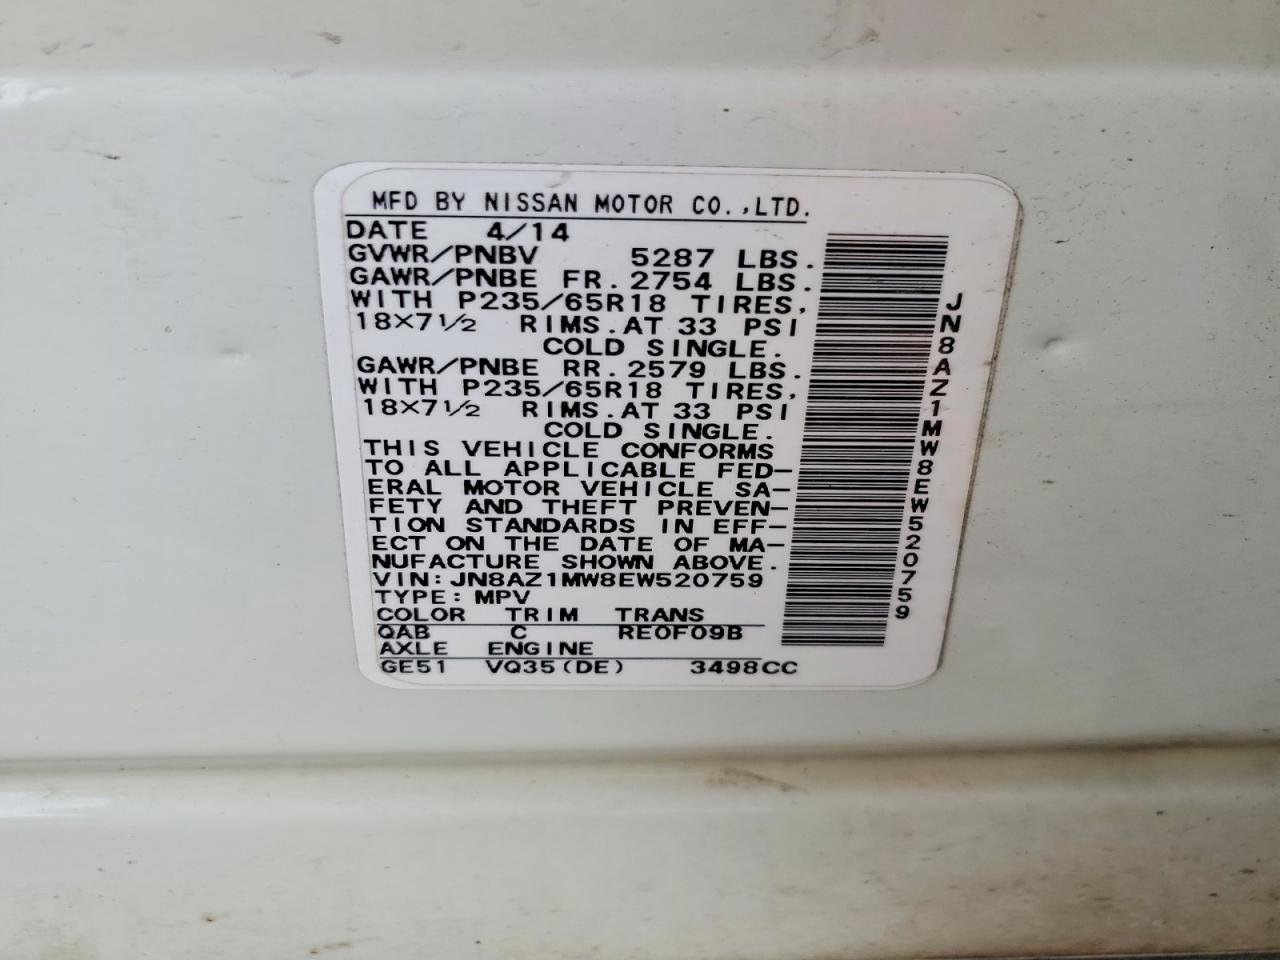 MFD BY NISSAN MOTOR CO.,LTD.
DATE 4/14
GVWR/PNBV 5287 LBS.
GAWR/PNBE FR. 2754 LBS.
WITH P235/65R18 TIRES,
18×7½ RIMS. AT 33 PSI
COLD SINGLE.
GAWR/PNBE RR. 2579 LBS.
WITH P235/65R18 TIRES,
18×7½ RIMS. AT 33 PSI
COLD SINGLE.
THIS VEHICLE CONFORMS
TO ALL APPLICABLE FED-
ERAL MOTOR VEHICLE SA-
FETY AND THEFT PREVEN-
TION STANDARDS IN EFF-
ECT ON THE DATE OF MA-
NUFACTURE SHOWN ABOVE.
VIN: JN8AZ1MW8EW520759
TYPE: MPV
COLOR TRIM TRANS
QAB C RE0F09B
AXLE ENGINE
GE51 VQ35(DE) 3498CC
JN8AZ1MW8EW520759